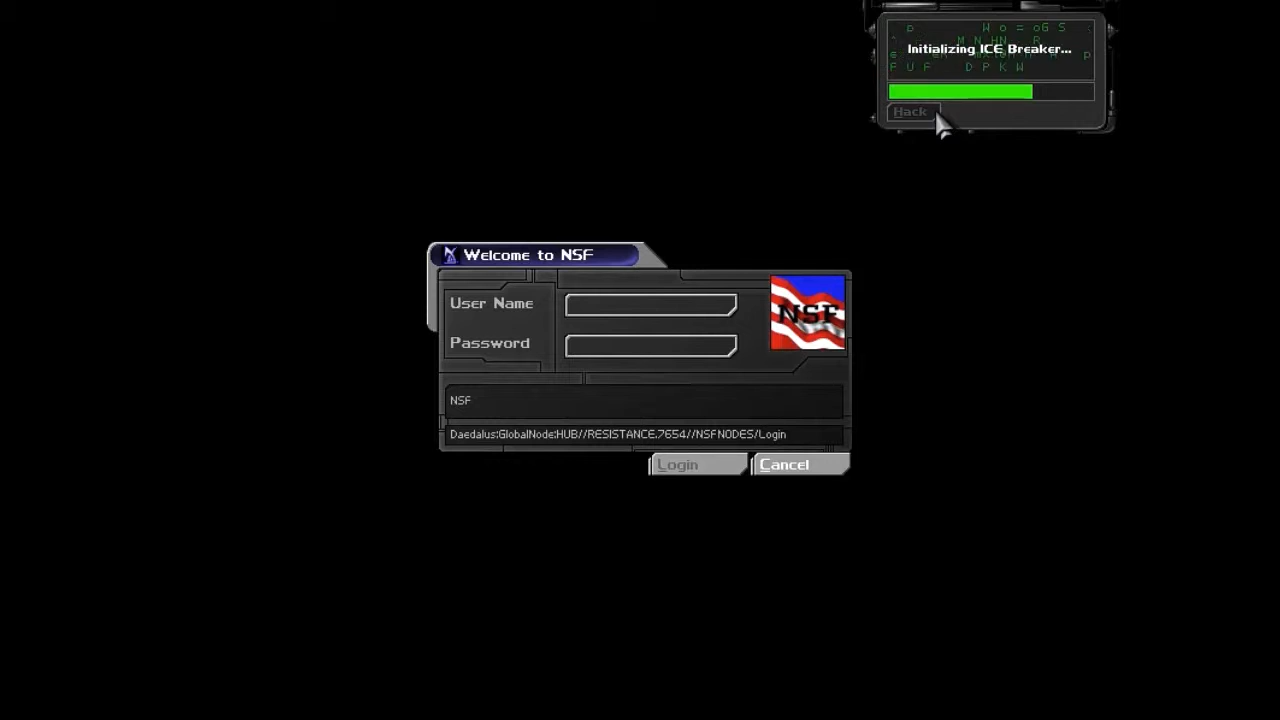 Initializing ICE Breaker...
Hack
Welcome to NSF
User Name
NSF
Password
NSF
Daedalus:GlobalNode:HUB//RESISTANCE.7654//NSFNODES/Login
Login
Cancel